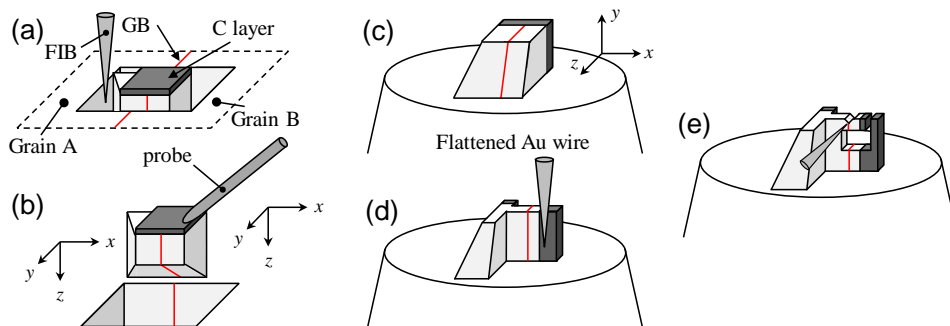 (a)
FIB
GB
C layer
Grain A
Grain B
probe
(b)
x
y
z
x
y
z
(c)
y
x
z
Flattened Au wire
(d)
(e)